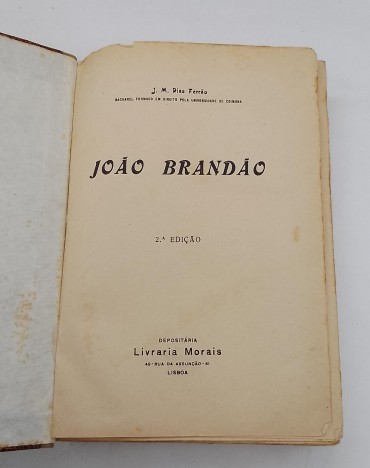 J. M. Dias Ferrão
BACHAREL FORMADO EM DIREITO PELA UNIVERSIDADE DE COIMBRA
JOÃO BRANDÃO
2.ª EDIÇÃO
DEPOSITÁRIA
Livraria Morais
RUA DA ASSUNÇÃO
LISBOA